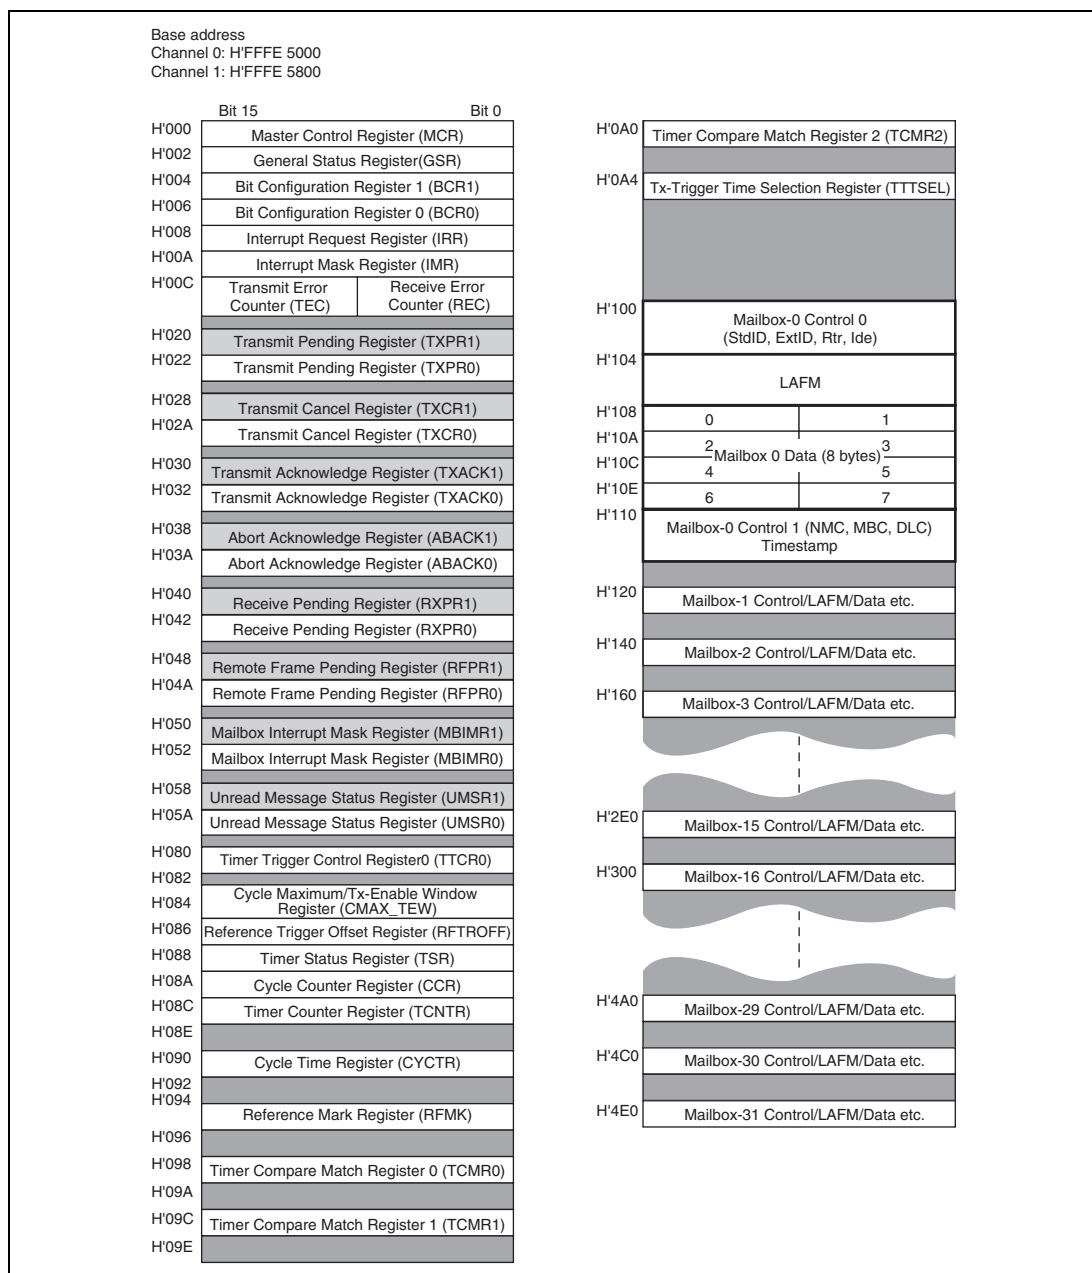 Base address
Channel 0: H'FFFE 5000
Channel 1: H'FFFE 5800
Bit 15 Bit 0
H'000 Master Control Register (MCR)
H'002 General Status Register(GSR)
H'004 Bit Configuration Register 1 (BCR1)
H'006 Bit Configuration Register 0 (BCR0)
H'008 Interrupt Request Register (IRR)
H'00A Interrupt Mask Register (IMR)
H'00C Transmit Error Counter (TEC) Receive Error Counter (REC)
H'020 Transmit Pending Register (TXPR1)
H'022 Transmit Pending Register (TXPR0)
H'028 Transmit Cancel Register (TXCR1)
H'02A Transmit Cancel Register (TXCR0)
H'030 Transmit Acknowledge Register (TXACK1)
H'032 Transmit Acknowledge Register (TXACK0)
H'038 Abort Acknowledge Register (ABACK1)
H'03A Abort Acknowledge Register (ABACK0)
H'040 Receive Pending Register (RXPR1)
H'042 Receive Pending Register (RXPR0)
H'048 Remote Frame Pending Register (RFPR1)
H'04A Remote Frame Pending Register (RFPR0)
H'050 Mailbox Interrupt Mask Register (MBIMR1)
H'052 Mailbox Interrupt Mask Register (MBIMR0)
H'058 Unread Message Status Register (UMSR1)
H'05A Unread Message Status Register (UMSR0)
H'080 Timer Trigger Control Register0 (TTCR0)
H'082
H'084 Cycle Maximum/Tx-Enable Window
Register (CMAX_TEW)
H'086 Reference Trigger Offset Register (RFTROFF)
H'088 Timer Status Register (TSR)
H'08A Cycle Counter Register (CCR)
H'08C Timer Counter Register (TCNTR)
H'08E
H'090 Cycle Time Register (CYCTR)
H'092
H'094 Reference Mark Register (RFMK)
H'096
H'098 Timer Compare Match Register 0 (TCMR0)
H'09A
H'09C Timer Compare Match Register 1 (TCMR1)
H'09E
H'0A0 Timer Compare Match Register 2 (TCMR2)
H'0A4 Tx-Trigger Time Selection Register (TTTSEL)
H'100 Mailbox-0 Control 0
(StdID, ExtID, Rtr, Ide)
H'104 LAFM
H'108 0 1
H'10A 2 3
Mailbox 0 Data (8 bytes)
H'10C 4 5
H'10E 6 7
H'110 Mailbox-0 Control 1 (NMC, MBC, DLC)
Timestamp
H'120 Mailbox-1 Control/LAFM/Data etc.
H'140 Mailbox-2 Control/LAFM/Data etc.
H'160 Mailbox-3 Control/LAFM/Data etc.
H'2E0 Mailbox-15 Control/LAFM/Data etc.
H'300 Mailbox-16 Control/LAFM/Data etc.
H'4A0 Mailbox-29 Control/LAFM/Data etc.
H'4C0 Mailbox-30 Control/LAFM/Data etc.
H'4E0 Mailbox-31 Control/LAFM/Data etc.